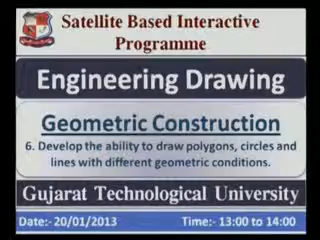 Satellite Based Interactive
Programme
Engineering Drawing
Geometric Construction
6. Develop the ability to draw polygons, circles and
lines with different geometric conditions.
Gujarat Technological University
Date:- 20/01/2013 Time:- 13:00 to 14:00